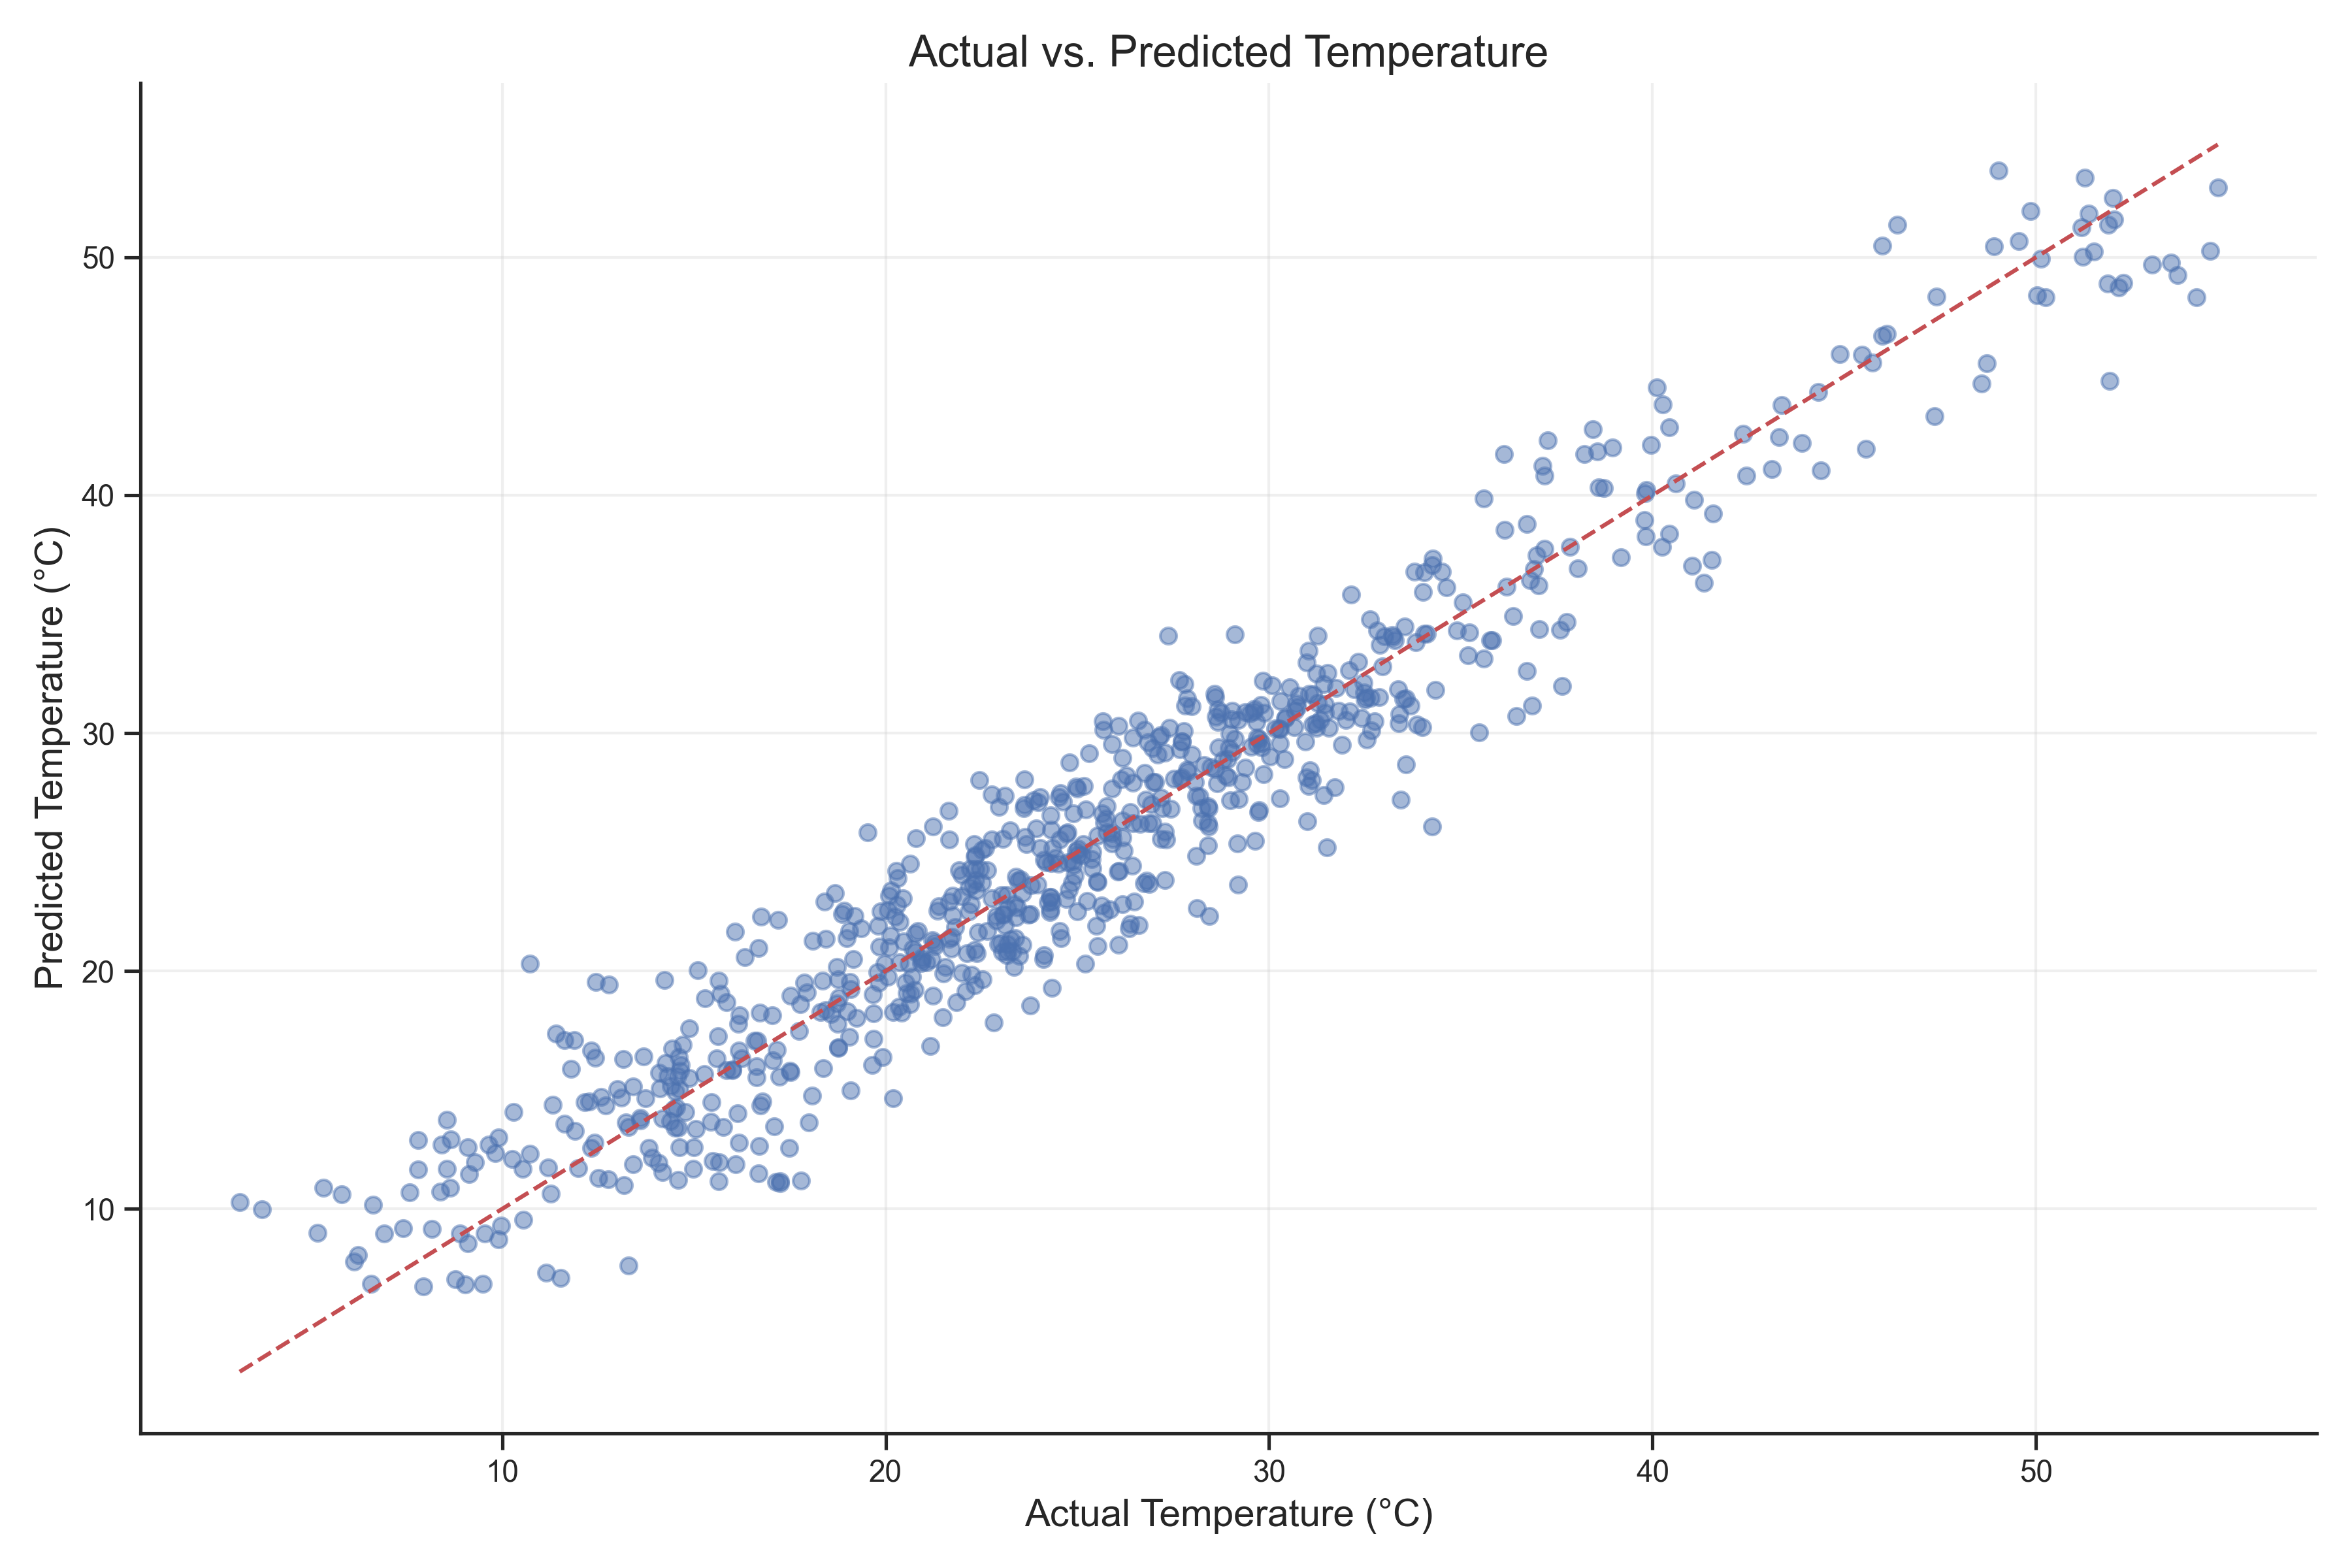 Actual vs. Predicted Temperature
Predicted Temperature (°C)
50
40
30
20
10
10 20 30 40 50
Actual Temperature (°C)